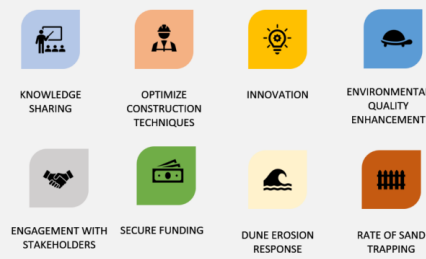 KNOWLEDGE
SHARING
OPTIMIZE
CONSTRUCTION
TECHNIQUES
INNOVATION
ENVIRONMENTAL
QUALITY
ENHANCEMENT
ENGAGEMENT WITH
STAKEHOLDERS
SECURE FUNDING
DUNE EROSION
RESPONSE
RATE OF SAND
TRAPPING